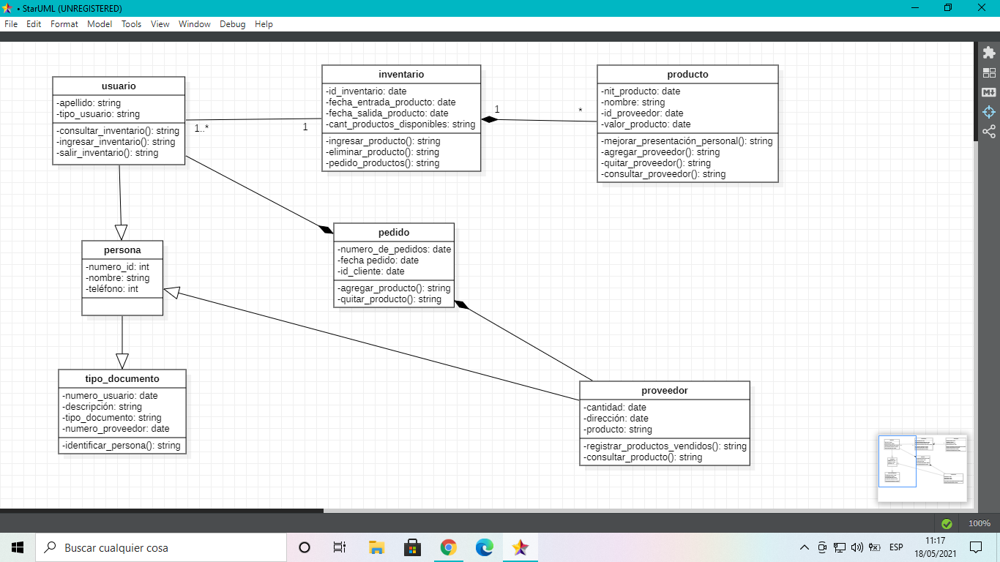 • StarUML (UNREGISTERED)
File Edit Format Model Tools View Window Debug Help
usuario
-apellido: string
-tipo_usuario: string
-consultar_inventario(): string
-ingresar_inventario(): string
-salir_inventario(): string
1..*
1
inventario
-id_inventario: date
-fecha_entrada_producto: date
-fecha_salida_producto: date
-cant_productos_disponibles: string
-ingresar_producto(): string
-eliminar_producto(): string
-pedido_productos(): string
1
*
producto
-nit_producto: date
-nombre: string
-id_proveedor: date
-valor_producto: date
-mejorar_presentación_personal(): string
-agregar_proveedor(): string
-quitar_proveedor(): string
-consultar_proveedor(): string
persona
-numero_id: int
-nombre: string
-teléfono: int
pedido
-numero_de_pedidos: date
-fecha pedido: date
-id_cliente: date
-agregar_producto(): string
-quitar_producto(): string
tipo_documento
-numero_usuario: date
-descripción: string
-tipo_documento: string
-numero_proveedor: date
-identificar_persona(): string
proveedor
-cantidad: date
-dirección: date
-producto: string
-registrar_productos_vendidos(): string
-consultar_producto(): string
M
100%
Buscar cualquier cosa
ESP
11:17
18/05/2021